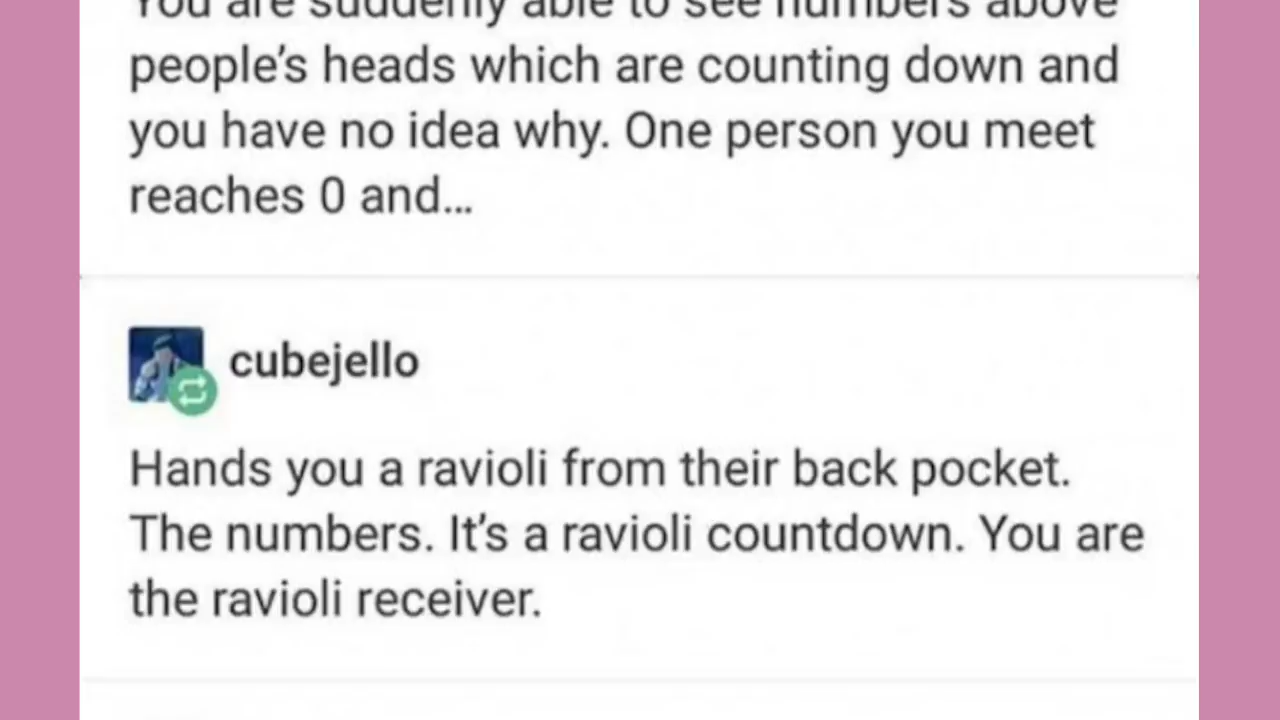 You are suddenly able to see numbers above
people's heads which are counting down and
you have no idea why. One person you meet
reaches 0 and...
cubejello
Hands you a ravioli from their back pocket.
The numbers. It's a ravioli countdown. You are
the ravioli receiver.